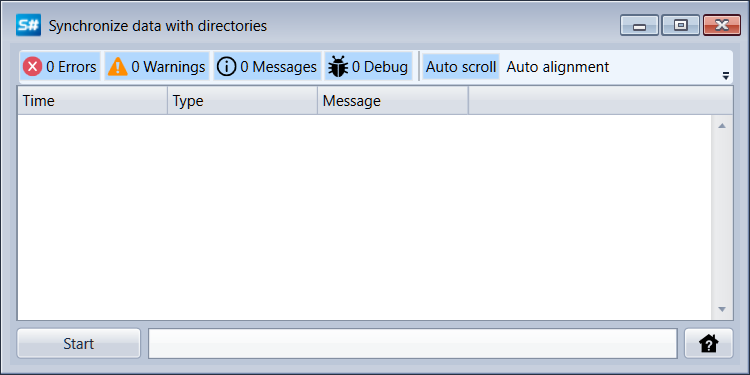 S# Synchronize data with directories
0 Errors 0 Warnings 0 Messages 0 Debug Auto scroll Auto alignment
Time Type Message
Start